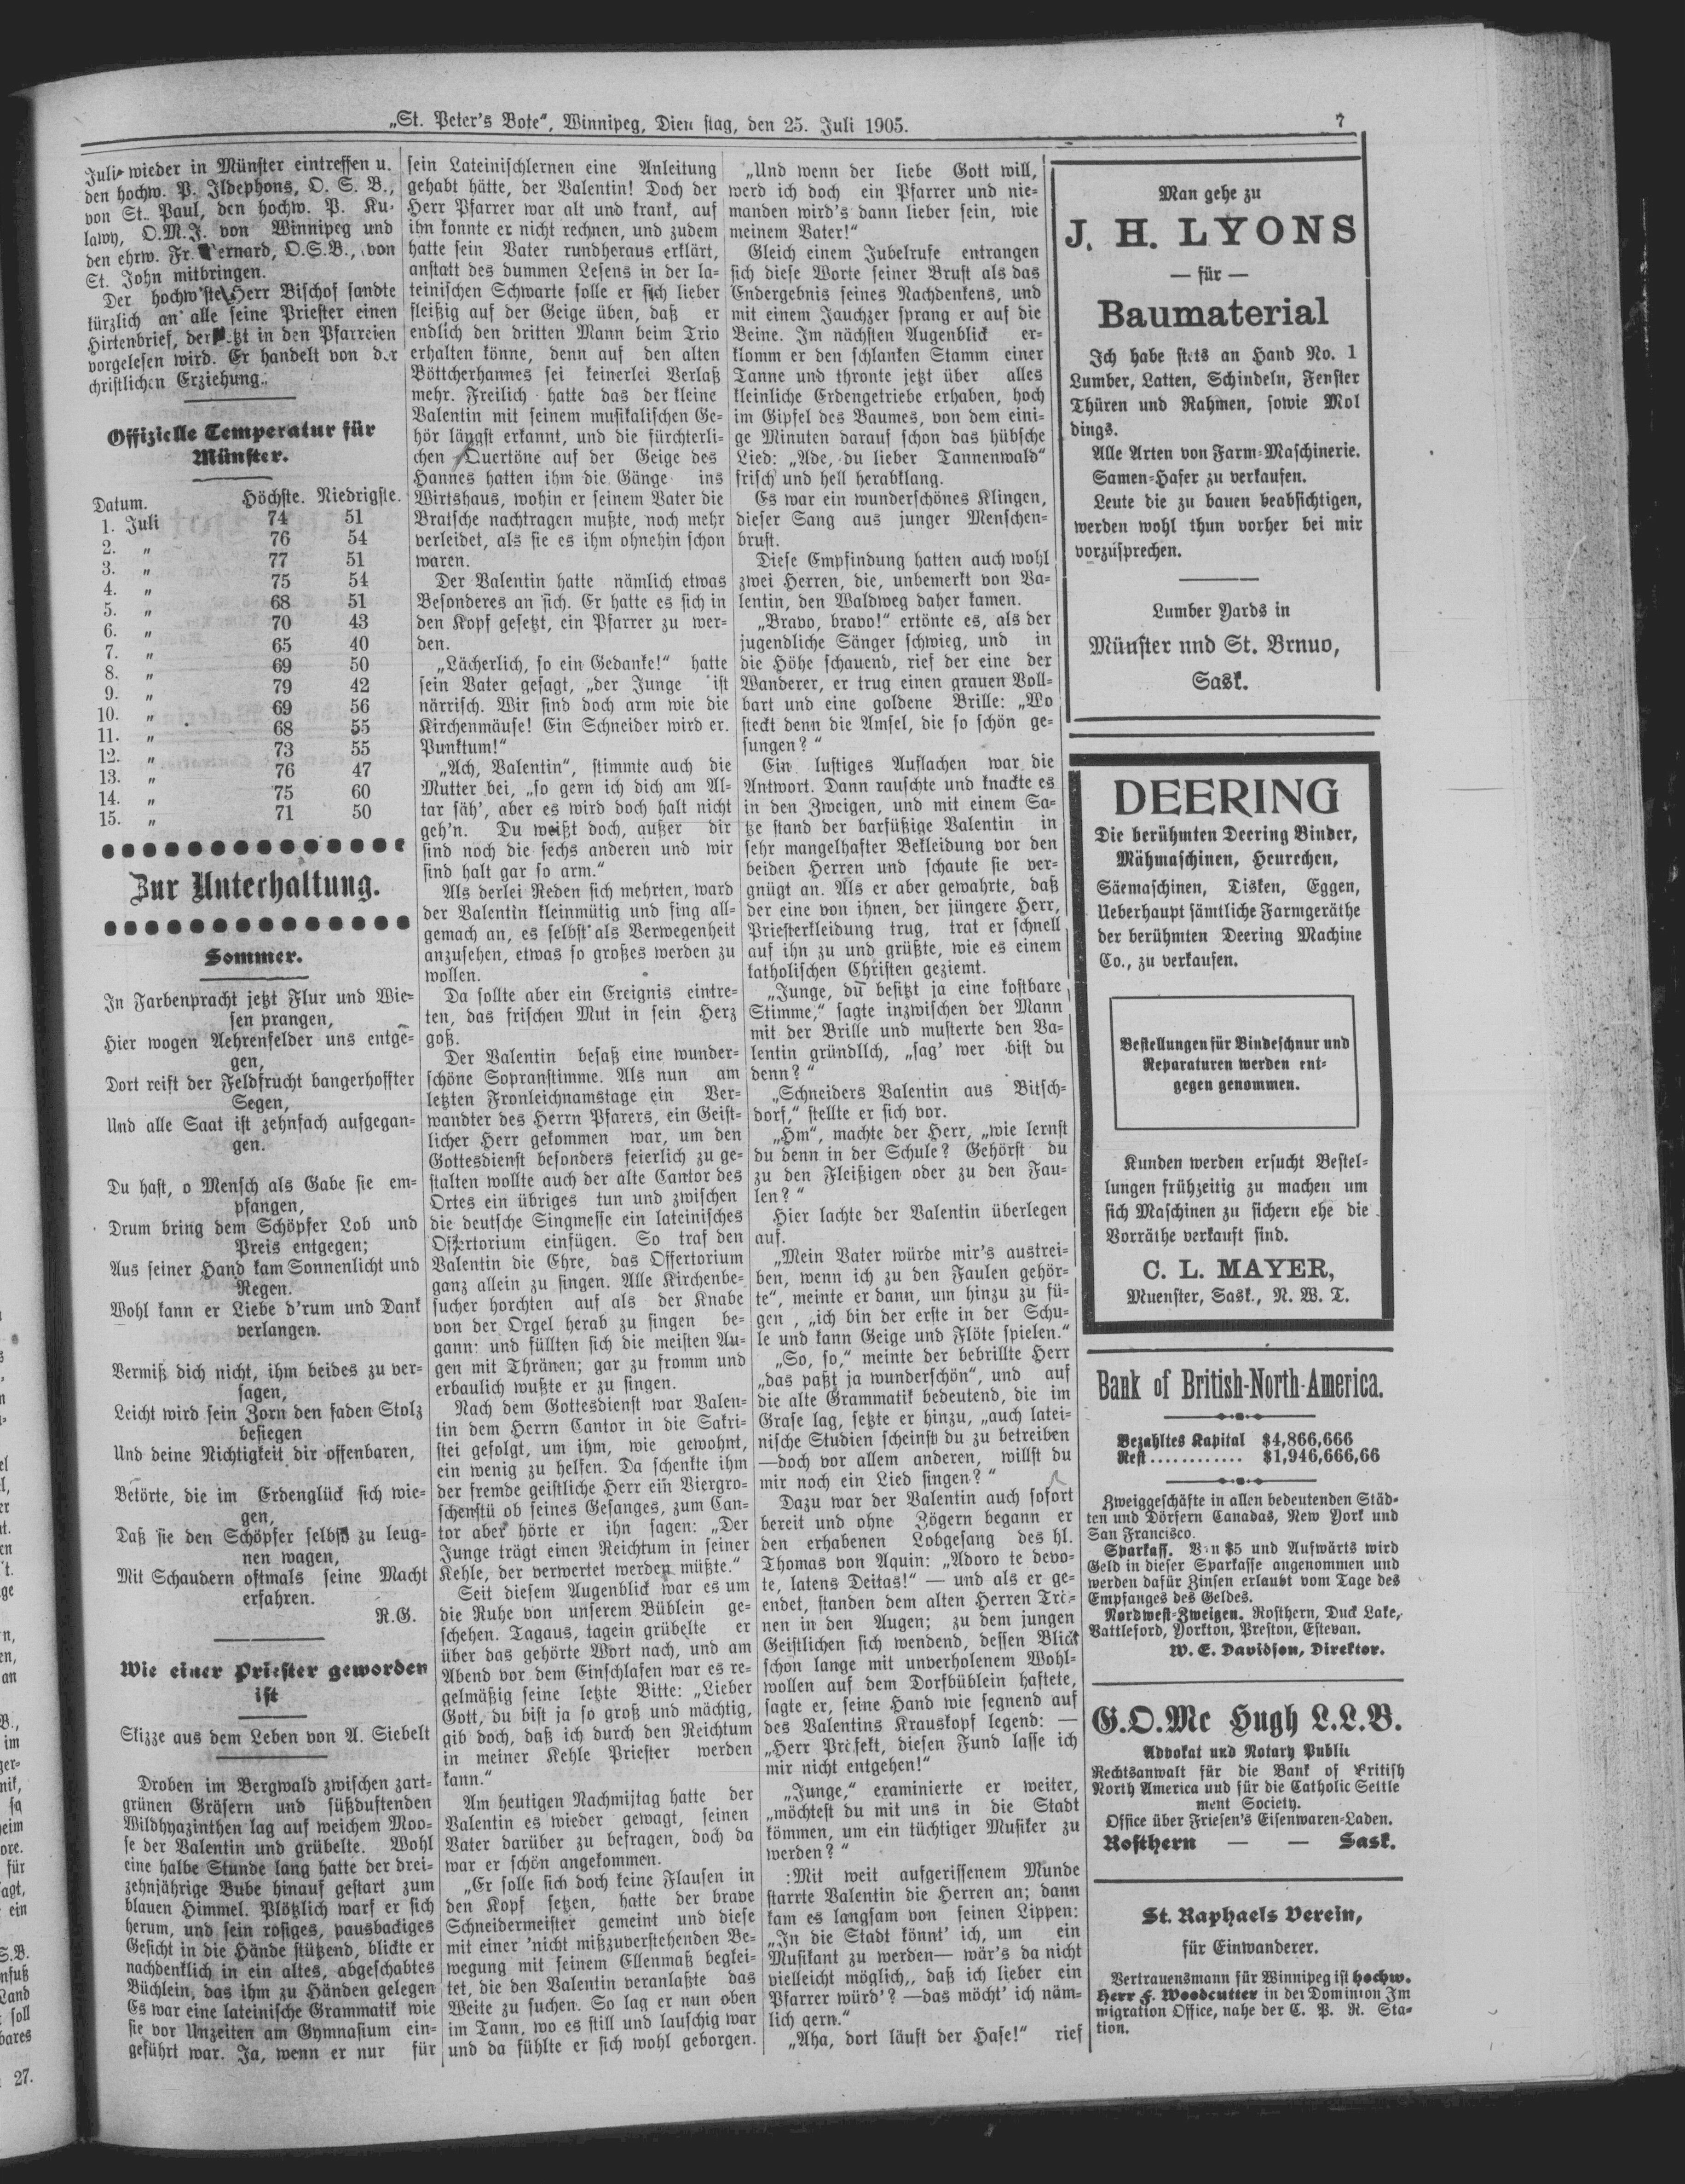 „St. Peter's Bote", Winnipeg, Dien stag, den 25. Juli 1905.
7
Juli wieder in Münster eintreffen u.
den hochw. P. Ildephons, O. S. B.,
von St. Paul, den hochw. P. Ku-
lawy, O.M.J. von Winnipeg und
den ehrw. Fr. ernard, O.S.B., von
St. John mitbringen.
Der hochw'ste Herr Bischof sandte
kürzlich an alle seine Priester einen
Hirtenbrief, der tzt in den Pfarreien
vorgelesen wird. Er handelt von der
christlichen Erziehung.
Offizielle Temperatur für
Münster.
Datum. Höchste. Niedrigste.
1. Juli 74 51
2. „ 76 54
3. „ 77 51
4. „ 75 54
5. „ 68 51
6. „ 70 43
7. „ 65 40
8. „ 69 50
9. „ 79 42
10. „ 69 56
11. „ 68 55
12. „ 73 55
13. „ 76 47
14. „ 75 60
15. „ 71 50
Zur Unterhaltung.
Sommer.
In Farbenpracht jetzt Flur und Wie-
sen prangen,
Hier wogen Aehrenfelder uns entge-
gen,
Dort reift der Feldfrucht bangerhoffter
Segen,
Und alle Saat ist zehnfach aufgegan-
gen.
Du hast, o Mensch als Gabe sie em-
pfangen,
Drum bring dem Schöpfer Lob und
Preis entgegen;
Aus seiner Hand kam Sonnenlicht und
Regen.
Wohl kann er Liebe d'rum und Dank
verlangen.
Vermiß dich nicht, ihm beides zu ver-
sagen,
Leicht wird sein Zorn den faden Stolz
besiegen
Und deine Nichtigkeit dir offenbaren,
Betörte, die im Erdenglück sich wie-
gen,
Daß sie den Schöpfer selbst zu leug-
nen wagen,
Mit Schaudern oftmals seine Macht
erfahren.
R.G.
Wie einer Priester geworden
ist
Skizze aus dem Leben von A. Siebelt
Droben im Bergwald zwischen zart-
grünen Gräsern und süßduftenden
Wildhyazinthen lag auf weichem Moo-
se der Valentin und grübelte. Wohl
eine halbe Stunde lang hatte der drei-
zehnjährige Bube hinauf gestart zum
blauen Himmel. Plötzlich warf er sich
herum, und sein rosiges, pausbackiges
Gesicht in die Hände stützend, blickte er
nachdenklich in ein altes, abgeschabtes
Büchlein, das ihm zu Händen gelegen
Es war eine lateinische Grammatik wie
sie vor Unzeiten am Gymnasium ein-
geführt war. Ja, wenn er nur für
sein Lateinischlernen eine Anleitung
gehabt hätte, der Valentin! Doch der
Herr Pfarrer war alt und krank, auf
ihn konnte er nicht rechnen, und zudem
hatte sein Vater rundheraus erklärt,
anstatt des dummen Lesens in der la-
teinischen Schwarte solle er sich lieber
fleißig auf der Geige üben, daß er
endlich den dritten Mann beim Trio
erhalten könne, denn auf den alten
Böttcherhannes sei keinerlei Verlaß
mehr. Freilich hatte das der kleine
Valentin mit seinem musikalischen Ge-
hör längst erkannt, und die fürchterli-
chen Quertöne auf der Geige des
Hannes hatten ihm die Gänge ins
Wirtshaus, wohin er seinem Vater die
Bratsche nachtragen mußte, noch mehr
verleidet, als sie es ihm ohnehin schon
waren.
Der Valentin hatte nämlich etwas
Besonderes an sich. Er hatte es sich in
den Kopf gesetzt, ein Pfarrer zu wer-
den.
„Lächerlich, so ein Gedanke!" hatte
sein Vater gesagt, „der Junge ist
närrisch. Wir sind doch arm wie die
Kirchenmäuse! Ein Schneider wird er.
Punktum!"
„Ach, Valentin", stimmte auch die
Mutter bei, „so gern ich dich am Al-
tar säh', aber es wird doch halt nicht
geh'n. Du weißt doch, außer dir
sind noch die sechs anderen und wir
sind halt gar so arm."
Als derlei Reden sich mehrten, ward
der Valentin kleinmütig und fing all-
gemach an, es selbst als Verwegenheit
anzusehen, etwas so großes werden zu
wollen.
Da sollte aber ein Ereignis eintre-
ten, das frischen Mut in sein Herz
goß.
Der Valentin besaß eine wunder-
schöne Sopranstimme. Als nun am
letzten Fronleichnamstage ein Ver-
wandter des Herrn Pfarers, ein Geist-
licher Herr gekommen war, um den
Gottesdienst besonders feierlich zu ge-
stalten wollte auch der alte Cantor des
Ortes ein übriges tun und zwischen
die deutsche Singmesse ein lateinisches
Offertorium einfügen. So traf den
Valentin die Ehre, das Offertorium
ganz allein zu singen. Alle Kirchenbe-
sucher horchten auf als der Knabe
von der Orgel herab zu singen be-
gann: und füllten sich die meisten Au-
gen mit Thränen; gar zu fromm und
erbaulich wußte er zu singen.
Nach dem Gottesdienst war Valen-
tin dem Herrn Cantor in die Sakri-
stei gefolgt, um ihm, wie gewohnt,
ein wenig zu helfen. Da schenkte ihm
der fremde geistliche Herr ein Viergro-
schenstü ob seines Gesanges, zum Can-
tor aber hörte er ihn sagen: „Der
Junge trägt einen Reichtum in seiner
Kehle, der verwertet werden müßte."
Seit diesem Augenblick war es um
die Ruhe von unserem Büblein ge-
schehen. Tagaus, tagein grübelte er
über das gehörte Wort nach, und am
Abend vor dem Einschlafen war es re-
gelmäßig seine letzte Bitte: „Lieber
Gott, du bist ja so groß und mächtig,
gib doch, daß ich durch den Reichtum
in meiner Kehle Priester werden
kann."
Am heutigen Nachmijtag hatte der
Valentin es wieder gewagt, seinen
Vater darüber zu befragen, doch da
war er schön angekommen.
„Er solle sich doch keine Flausen in
den Kopf setzen, hatte der brave
Schneidermeister gemeint und diese
mit einer 'nicht mißzuverstehenden Be-
wegung mit seinem Ellenmaß beglei-
tet, die den Valentin veranlaßte das
Weite zu suchen. So lag er nun oben
im Tann, wo es still und lauschig war
und da fühlte er sich wohl geborgen.
„Und wenn der liebe Gott will,
werd ich doch ein Pfarrer und nie-
manden wird's dann lieber sein, wie
meinem Vater!"
Gleich einem Jubelrufe entrangen
sich diese Worte seiner Brust als das
Endergebnis seines Nachdenkens, und
mit einem Jauchzer sprang er auf die
Beine. Im nächsten Augenblick er-
klomm er den schlanken Stamm einer
Tanne und thronte jetzt über alles
kleinliche Erdengetriebe erhaben, hoch
im Gipfel des Baumes, von dem eini-
ge Minuten darauf schon das hübsche
Lied: „Ade, du lieber Tannenwald"
frisch und hell herabklang.
Es war ein wunderschönes Klingen,
dieser Sang aus junger Menschen-
brust.
Diese Empfindung hatten auch wohl
zwei Herren, die, unbemerkt von Va-
lentin, den Waldweg daher kamen.
„Bravo, bravo!" ertönte es, als der
jugendliche Sänger schwieg, und in
die Höhe schauend, rief der eine der
Wanderer, er trug einen grauen Voll-
bart und eine goldene Brille: „Wo
steckt denn die Amsel, die so schön ge-
sungen?"
Ein lustiges Auflachen war die
Antwort. Dann rauschte und knackte es
in den Zweigen, und mit einem Sa-
tze stand der barfüßige Valentin in
sehr mangelhafter Bekleidung vor den
beiden Herren und schaute sie ver-
gnügt an. Als er aber gewahrte, daß
der eine von ihnen, der jüngere Herr,
Priesterkleidung trug, trat er schnell
auf ihn zu und grüßte, wie es einem
katholischen Christen geziemt.
„Junge, du besitzt ja eine kostbare
Stimme," sagte inzwischen der Mann
mit der Brille und musterte den Va-
lentin gründllch, „sag' wer bist du
denn?"
„Schneiders Valentin aus Bitsch-
dorf," stellte er sich vor.
„Hm", machte der Herr, „wie lernst
du denn in der Schule? Gehörst du
zu den Fleißigen oder zu den Fau-
len?"
Hier lachte der Valentin überlegen
auf.
„Mein Vater würde mir's austrei-
ben, wenn ich zu den Faulen gehör-
te", meinte er dann, um hinzu zu fü-
gen , „ich bin der erste in der Schu-
le und kann Geige und Flöte spielen."
„So, so," meinte der bebrillte Herr
„das paßt ja wunderschön", und auf
die alte Grammatik bedeutend, die im
Grase lag, setzte er hinzu, „auch latei-
nische Studien scheinst du zu betreiben
—doch vor allem anderen, willst du
mir noch ein Lied singen?"
Dazu war der Valentin auch sofort
bereit und ohne Zögern begann er
den erhabenen Lobgesang des hl.
Thomas von Aquin: „Adoro te devo-
te, latens Deitas!" — und als er ge-
endet, standen dem alten Herren Trä-
nen in den Augen; zu dem jungen
Geistlichen sich wendend, dessen Blick
schon lange mit unverholenem Wohl-
wollen auf dem Dorfbüblein haftete,
sagte er, seine Hand wie segnend auf
des Valentins Krauskopf legend: —
„Herr Präfekt, diesen Fund lasse ich
mir nicht entgehen!"
„Junge," examinierte er weiter,
„möchtest du mit uns in die Stadt
kömmen, um ein tüchtiger Musiker zu
werden?"
:Mit weit aufgerissenem Munde
starrte Valentin die Herren an; dann
kam es langsam von seinen Lippen:
„In die Stadt könnt' ich, um ein
Musikant zu werden— wär's da nicht
vielleicht möglich,, daß ich lieber ein
Pfarrer würd'? —das möcht' ich näm-
lich gern."
„Aha, dort läuft der Hase!" rief
Man gehe zu
J. H. LYONS
— für —
Baumaterial
Ich habe stets an Hand No. 1
Lumber, Latten, Schindeln, Fenster
Thüren und Rahmen, sowie Mol
dings.
Alle Arten von Farm-Maschinerie.
Samen-Hafer zu verkaufen.
Leute die zu bauen beabsichtigen,
werden wohl thun vorher bei mir
vorzusprechen.
Lumber Yards in
Münster nnd St. Brnuo,
Sask.
DEERING
Die berühmten Deering Binder,
Mähmaschinen, Heurechen,
Säemaschinen, Disken, Eggen,
Ueberhaupt sämtliche Farmgeräthe
der berühmten Deering Machine
Co., zu verkaufen.
Bestellungen für Bindeschnur und
Reparaturen werden ent-
gegen genommen.
Kunden werden ersucht Bestel-
lungen frühzeitig zu machen um
sich Maschinen zu sichern ehe die
Vorräthe verkauft sind.
C. L. MAYER,
Muenster, Sask., N. W. T.
Bank of British-North-America.
Bezahltes Kapital $4,866,666
Rest ............ $1,946,666,66
Zweiggeschäfte in allen bedeutenden Städ-
ten und Dörfern Canadas, New York und
San Francisco.
Sparkass. Von $5 und Aufwärts wird
Geld in dieser Sparkasse angenommen und
werden dafür Zinsen erlaubt vom Tage des
Empfanges des Geldes.
Nordwest-Zweigen. Rosthern, Duck Lake,
Battleford, Yorkton, Preston, Estevan.
W. E. Davidson, Direktor.
G.O.Mc Hugh L.L.B.
Advokat und Notary Public
Rechtsanwalt für die Bank of British
North America und für die Catholic Settle
ment Society.
Office über Friesen's Eisenwaren-Laden.
Rosthern — — Sask.
St. Raphaels Verein,
für Einwanderer.
Vertrauensmann für Winnipeg ist hochw.
Herr F. Woodcutter in der Dominion Im
migration Office, nahe der C. P. R. Sta-
tion.